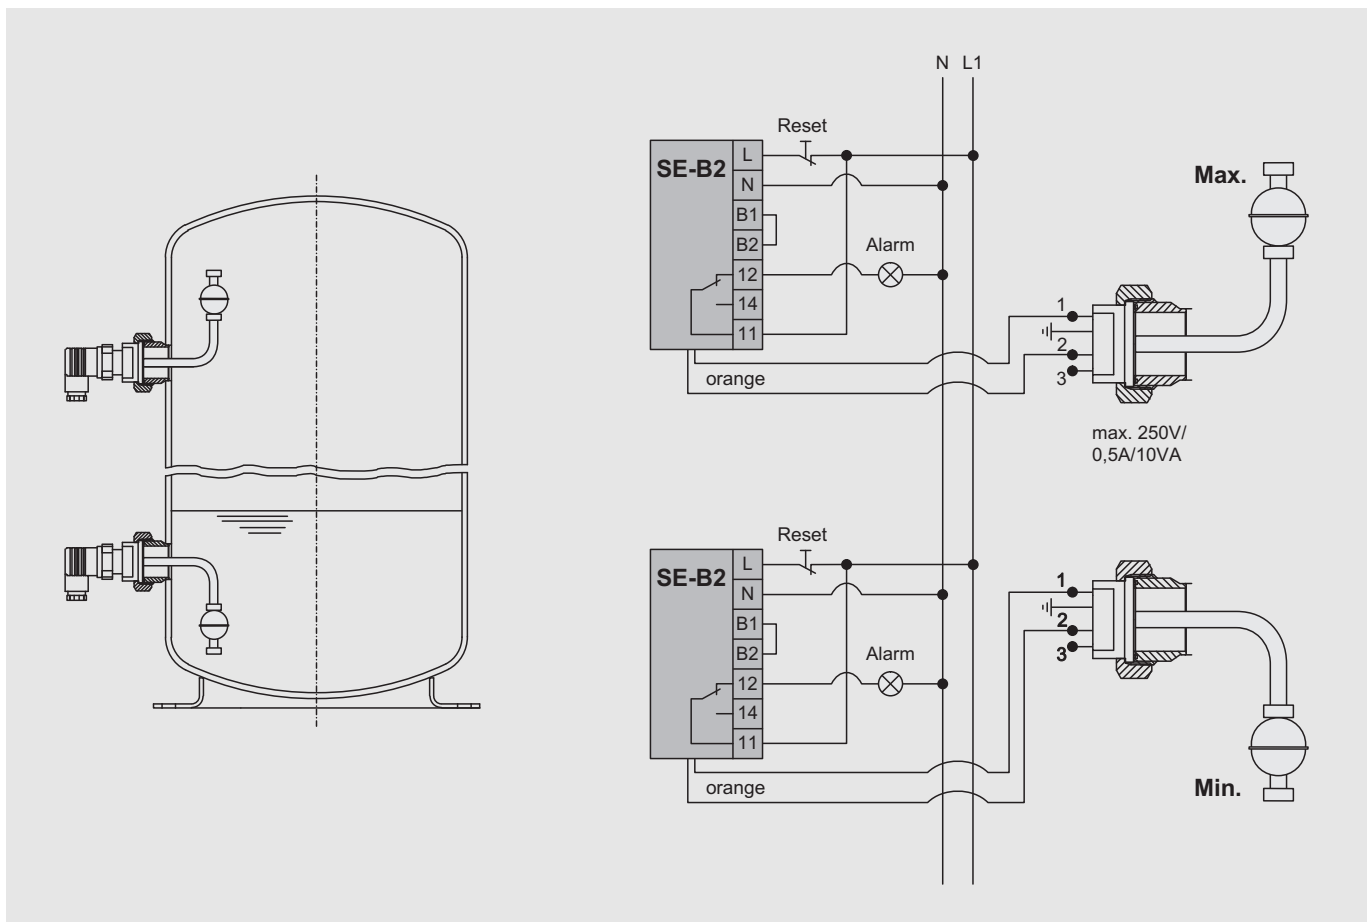 N L1
Reset
SE-B2
L
N
B1
B2
12
14
11
Alarm
orange
Max.
1
2
3
max. 250V/
0,5A/10VA
Reset
SE-B2
L
N
B1
B2
12
14
11
Alarm
orange
1
2
3
Min.